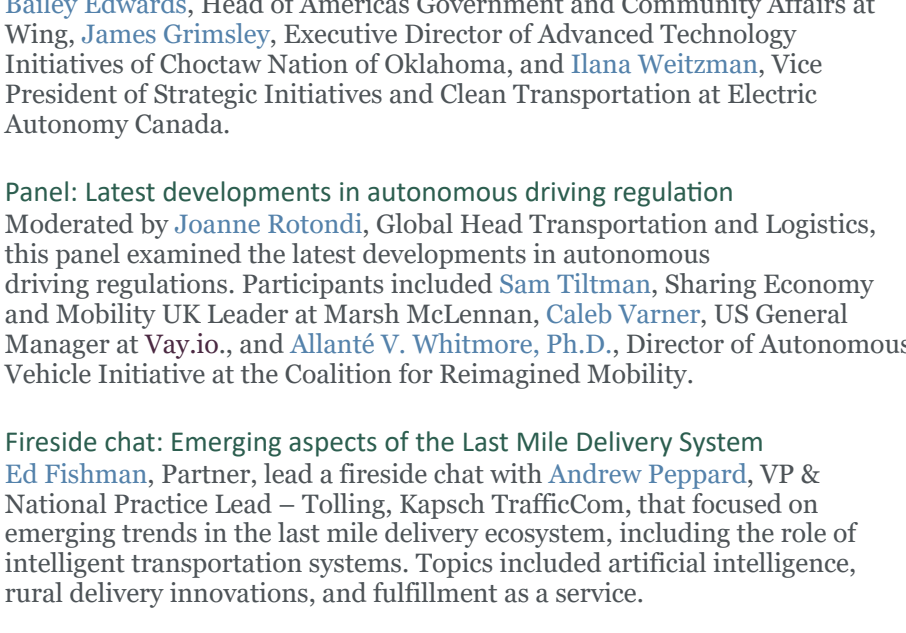 Bailey Edwards, Head of Americas Government and Community Affairs at
Wing, James Grimsley, Executive Director of Advanced Technology
Initiatives of Choctaw Nation of Oklahoma, and Ilana Weitzman, Vice
President of Strategic Initiatives and Clean Transportation at Electric
Autonomy Canada.
Panel: Latest developments in autonomous driving regulation
Moderated by Joanne Rotondi, Global Head Transportation and Logistics,
this panel examined the latest developments in autonomous
driving regulations. Participants included Sam Tiltman, Sharing Economy
and Mobility UK Leader at Marsh McLennan, Caleb Varner, US General
Manager at Vay.io., and Allanté V. Whitmore, Ph.D., Director of Autonomous
Vehicle Initiative at the Coalition for Reimagined Mobility.
Fireside chat: Emerging aspects of the Last Mile Delivery System
Ed Fishman, Partner, lead a fireside chat with Andrew Peppard, VP &
National Practice Lead – Tolling, Kapsch TrafficCom, that focused on
emerging trends in the last mile delivery ecosystem, including the role of
intelligent transportation systems. Topics included artificial intelligence,
rural delivery innovations, and fulfillment as a service.